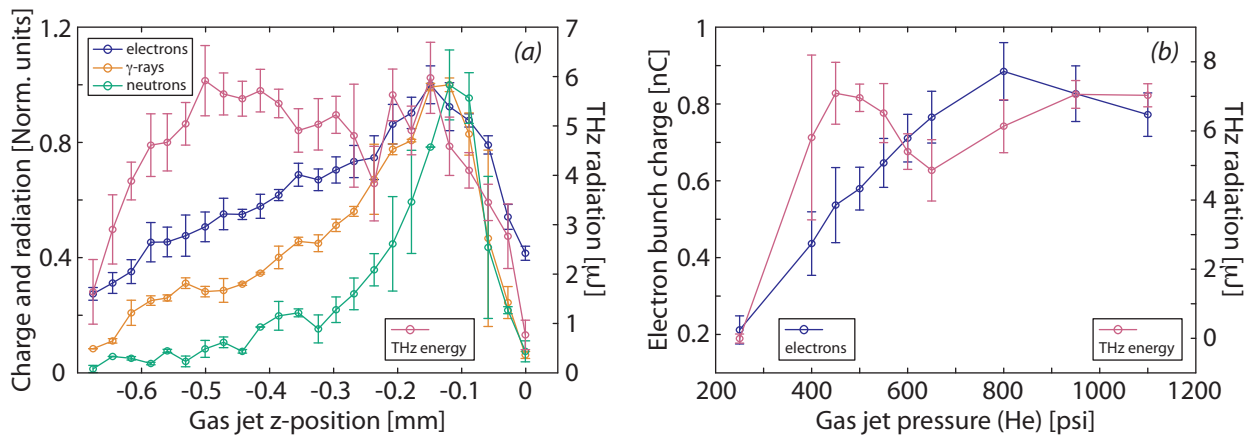 1.2
0.8
0.4
0
Charge and radiation [Norm. units]
electrons
γ-rays
neutrons
(a)
THz energy
7
6
5
4
3
2
1
0
THz radiation [μJ]
-0.6
-0.5
-0.4
-0.3
-0.2
-0.1
0
Gas jet z-position [mm]
1
0.8
0.6
0.4
0.2
Electron bunch charge [nC]
(b)
electrons
THz energy
8
6
4
2
0
THz radiation [μJ]
200
400
600
800
1000
1200
Gas jet pressure (He) [psi]